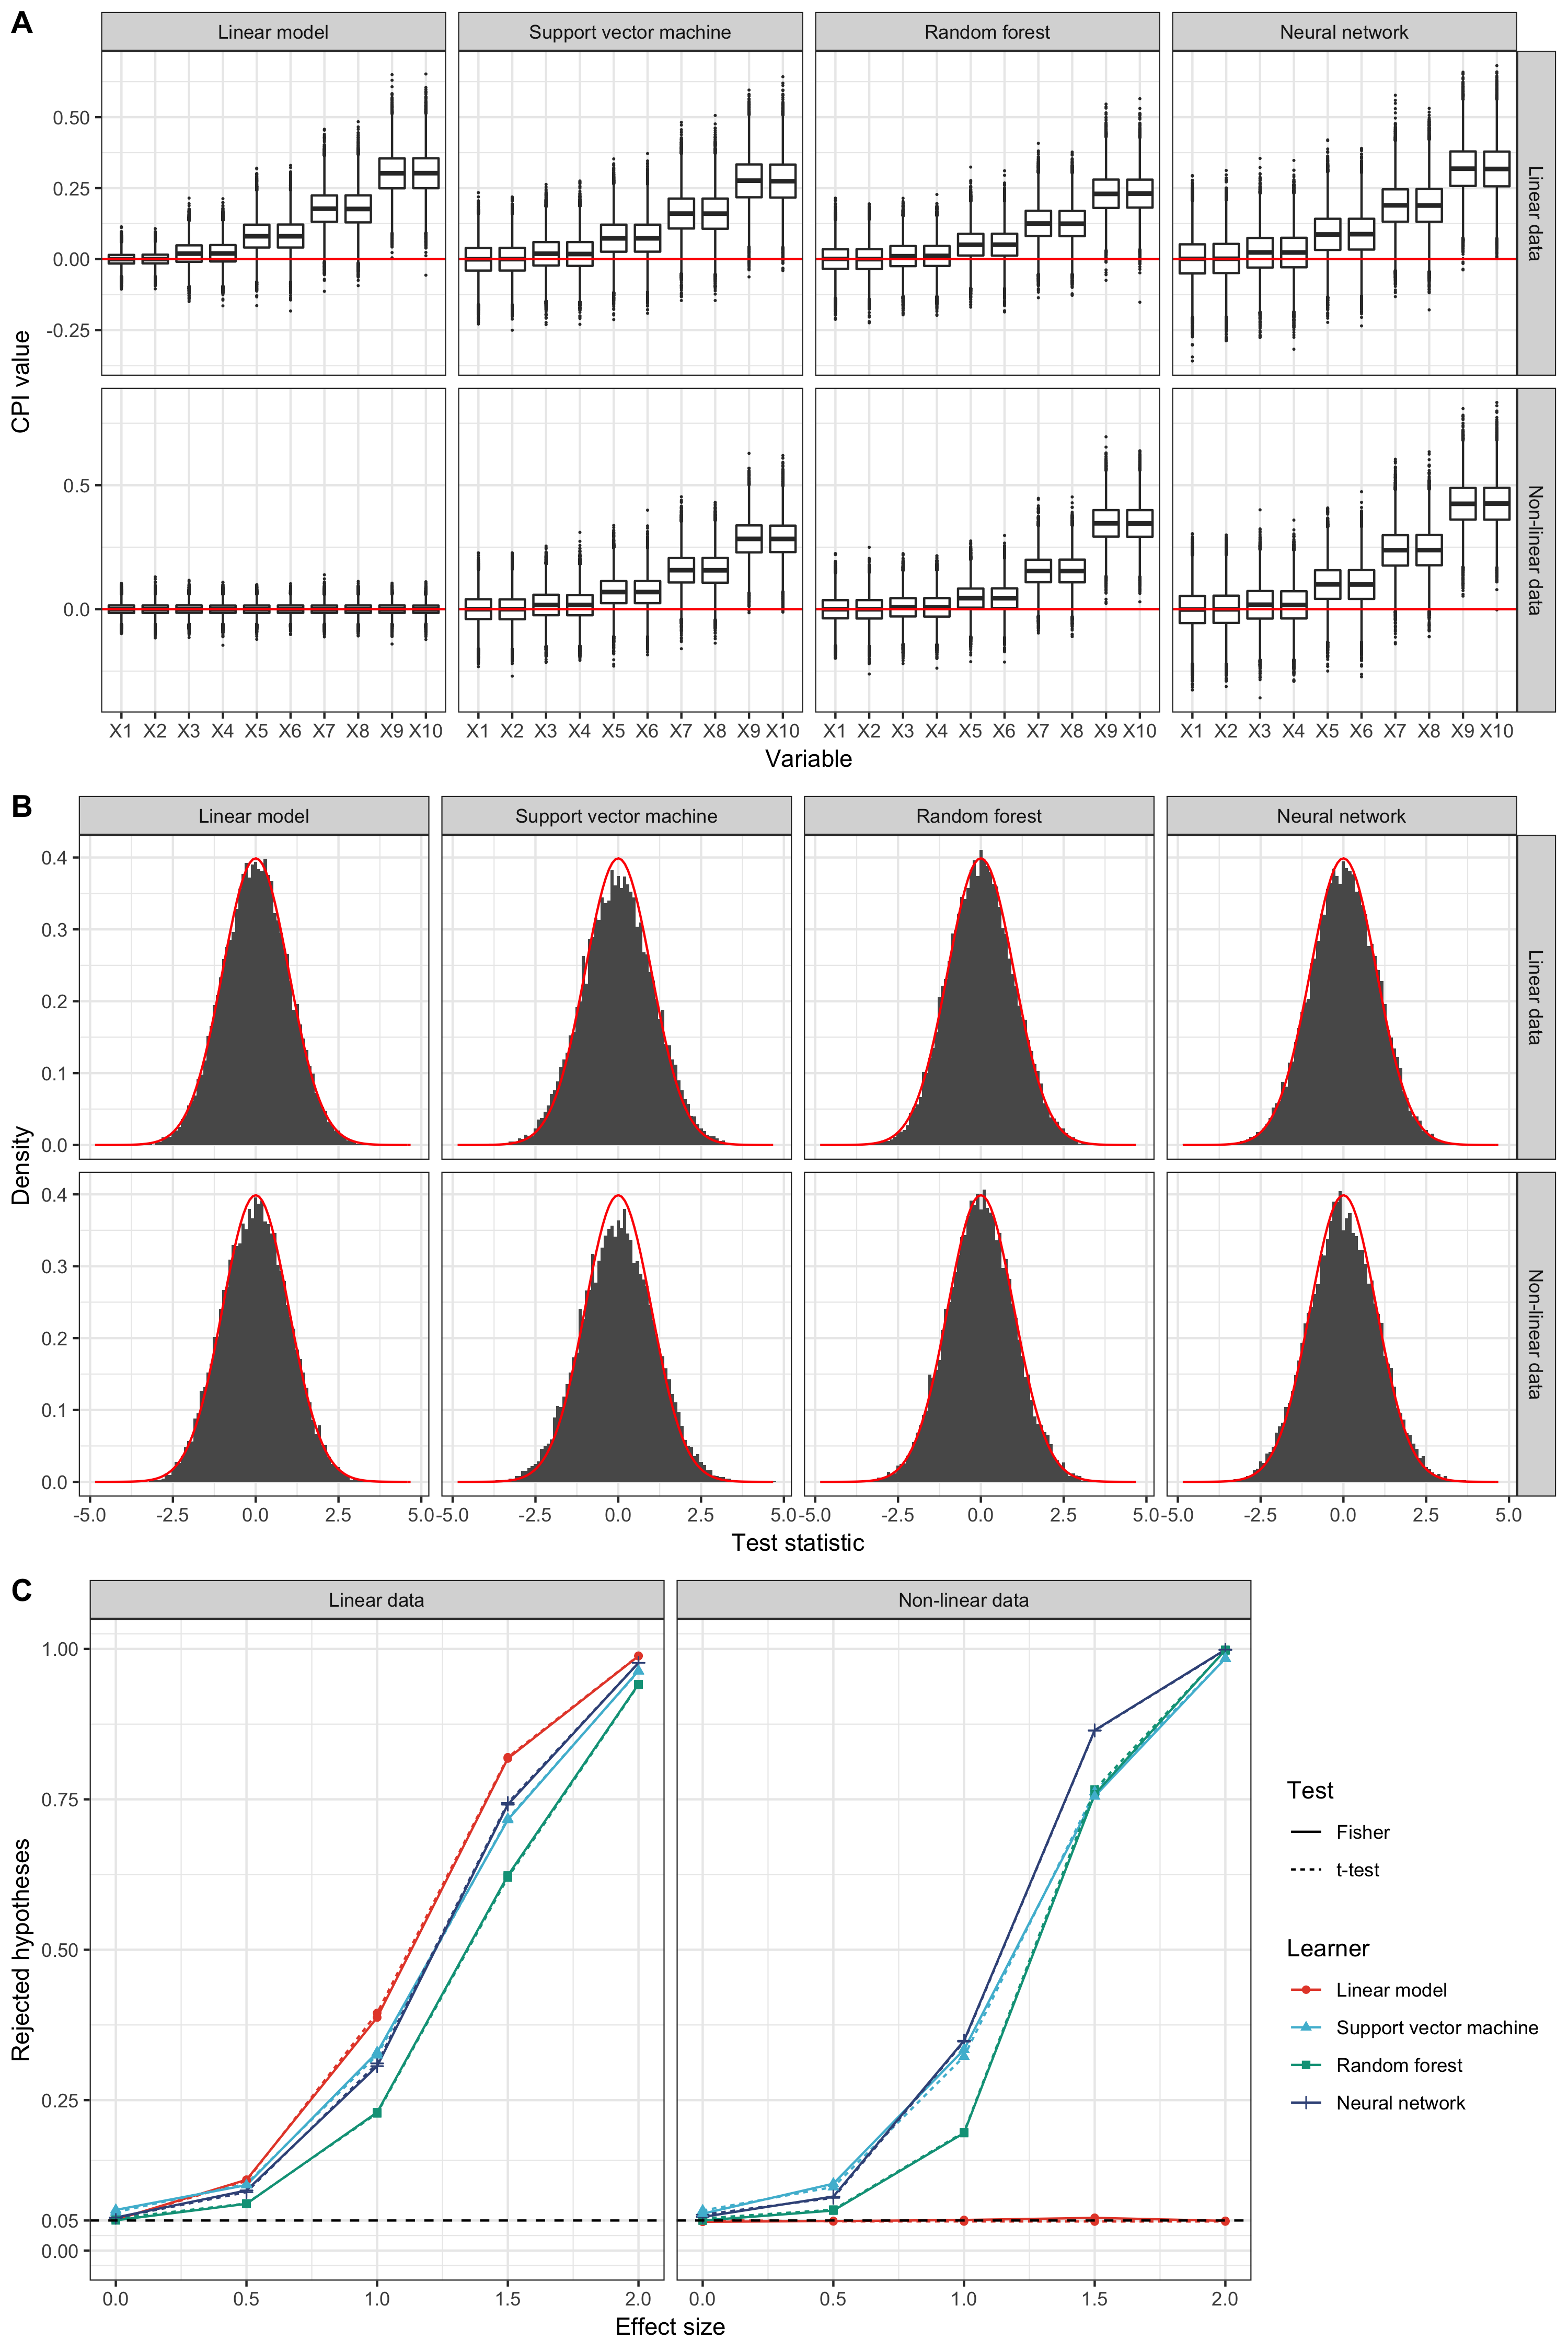 A
Linear model Support vector machine Random forest Neural network
0.50
0.25
0.00
-0.25
Linear data
CPI value
0.5
0.0
Non-linear data
X1 X2 X3 X4 X5 X6 X7 X8 X9 X10 X1 X2 X3 X4 X5 X6 X7 X8 X9 X10 X1 X2 X3 X4 X5 X6 X7 X8 X9 X10 X1 X2 X3 X4 X5 X6 X7 X8 X9 X10
Variable
B
Linear model Support vector machine Random forest Neural network
0.4
0.3
0.2
0.1
0.0
Linear data
Density
0.4
0.3
0.2
0.1
0.0
Non-linear data
-5.0 -2.5 0.0 2.5 5.0 -5.0 -2.5 0.0 2.5 5.0 -5.0 -2.5 0.0 2.5 5.0 -5.0 -2.5 0.0 2.5 5.0
Test statistic
C
Linear data Non-linear data
1.00
0.75
0.50
0.25
0.05
0.00
Rejected hypotheses
0.0 0.5 1.0 1.5 2.0 0.0 0.5 1.0 1.5 2.0
Effect size
Test
Fisher
t-test
Learner
Linear model
Support vector machine
Random forest
Neural network